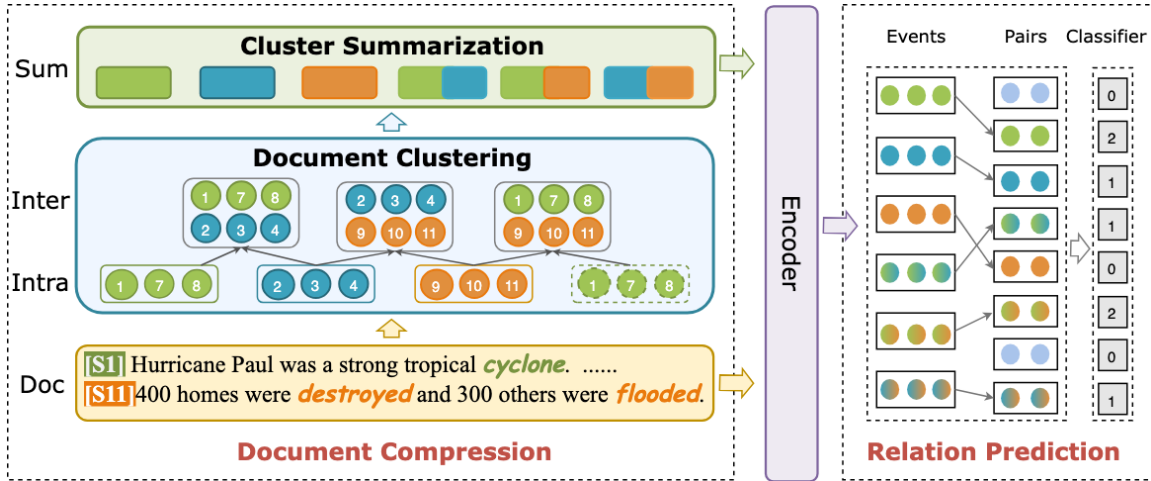 Sum
Cluster Summarization
Document Clustering
Inter
1 7 8
2 3 4
2 3 4
9 10 11
1 7 8
9 10 11
Intra
1 7 8
2 3 4
9 10 11
1 7 8
Doc
[S1] Hurricane Paul was a strong tropical cyclone. ......
[S11]400 homes were destroyed and 300 others were flooded.
Document Compression
Encoder
Events
Pairs
Classifier
0
2
1
1
0
2
0
1
Relation Prediction